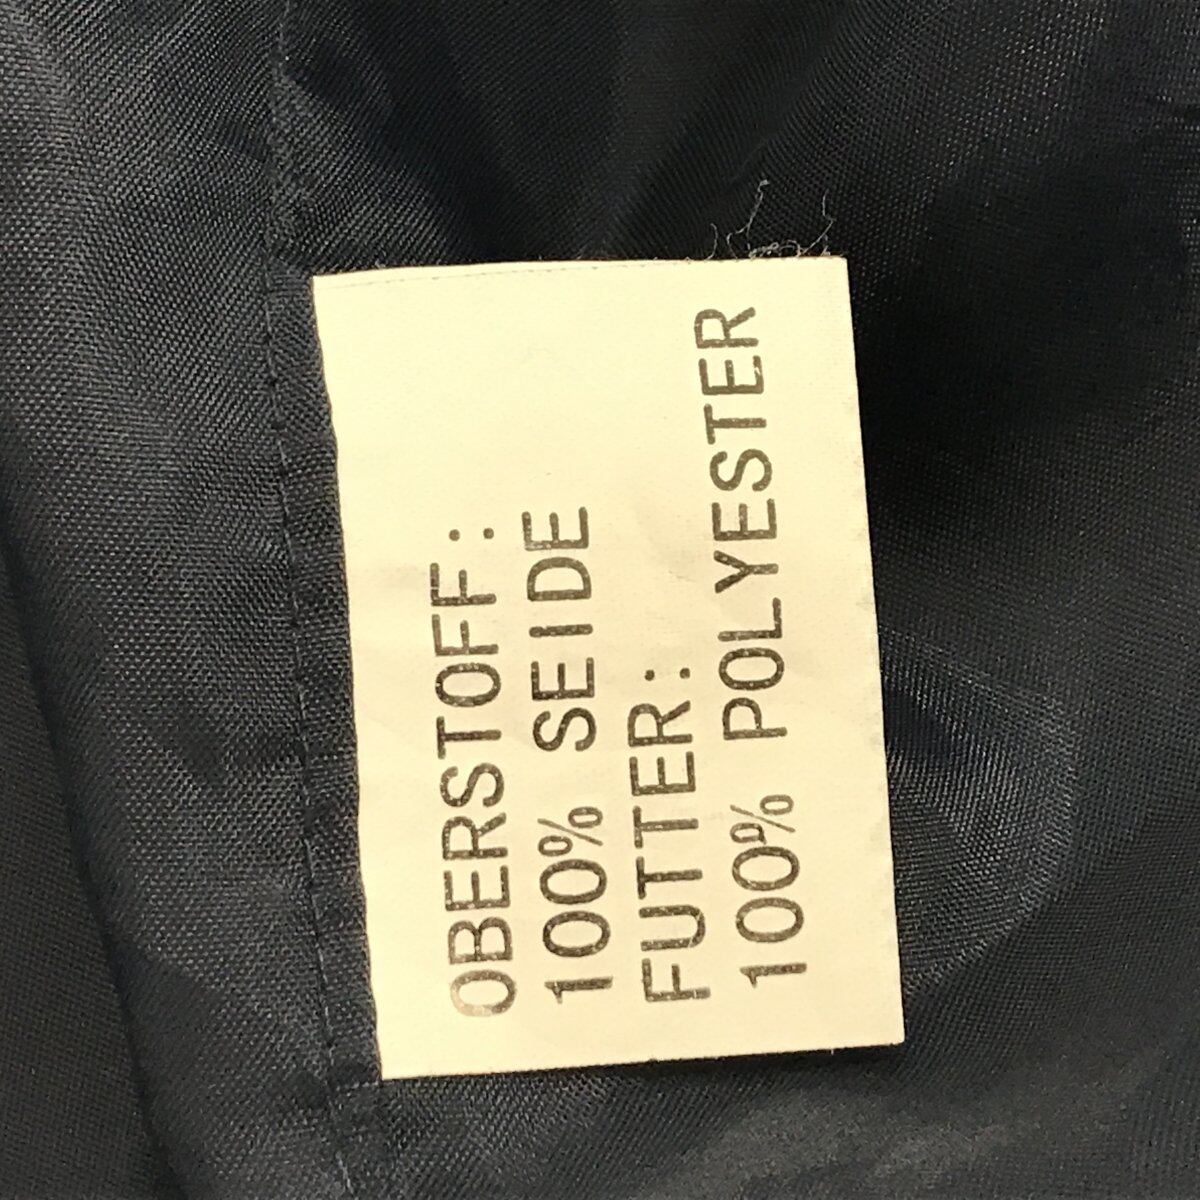 OBERSTOFF:
100% SEIDE
FUTTER:
100% POLYESTER